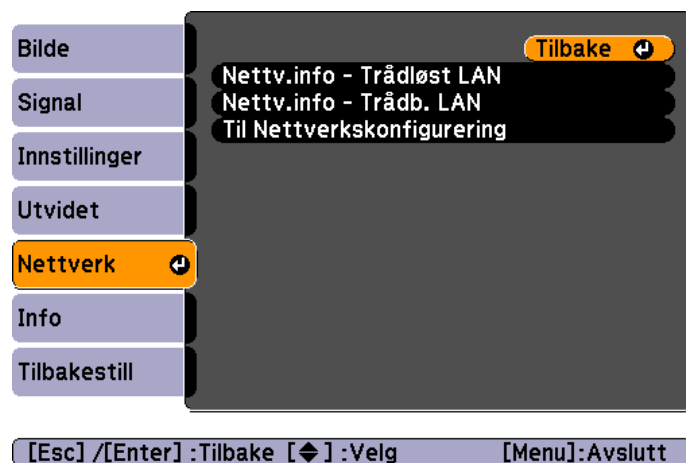 Bilde
Signal
Innstillinger
Utvidet
Nettverk
Info
Tilbakestill
Tilbake
Nettv.info - Trådløst LAN
Nettv.info - Trådb. LAN
Til Nettverkskonfigurering
[Esc] /[Enter] :Tilbake [◆] :Velg [Menu]:Avslutt